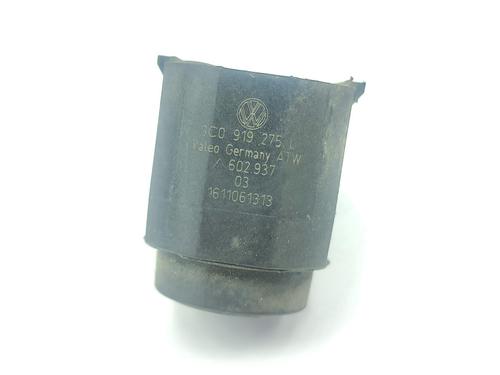 3C0 919 275 L
Valeo Germany ATW
602.937
03
1611061313